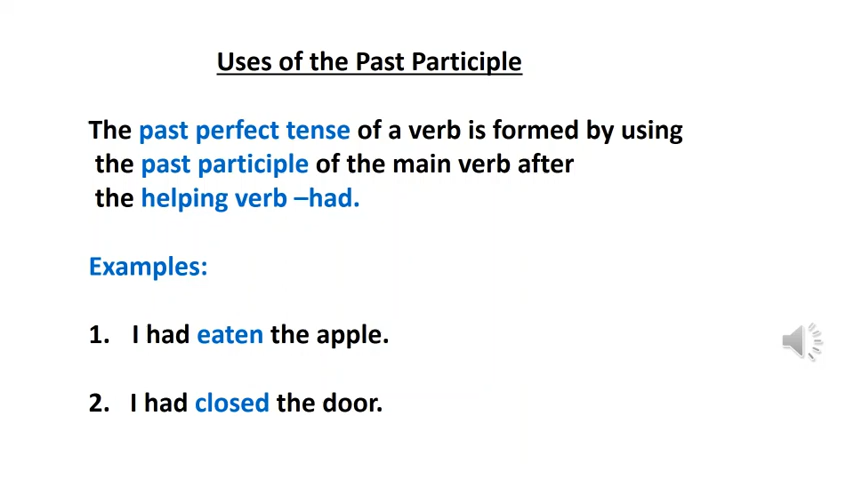 Uses of the Past Participle
The past perfect tense of a verb is formed by using
the past participle of the main verb after
the helping verb –had.
Examples:
1. I had eaten the apple.
2. I had closed the door.